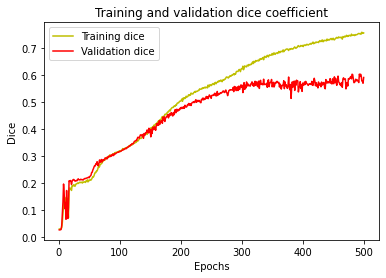 Training and validation dice coefficient
Training dice
Validation dice
Dice
0.7
0.6
0.5
0.4
0.3
0.2
0.1
0.0
0
100
200
300
400
500
Epochs